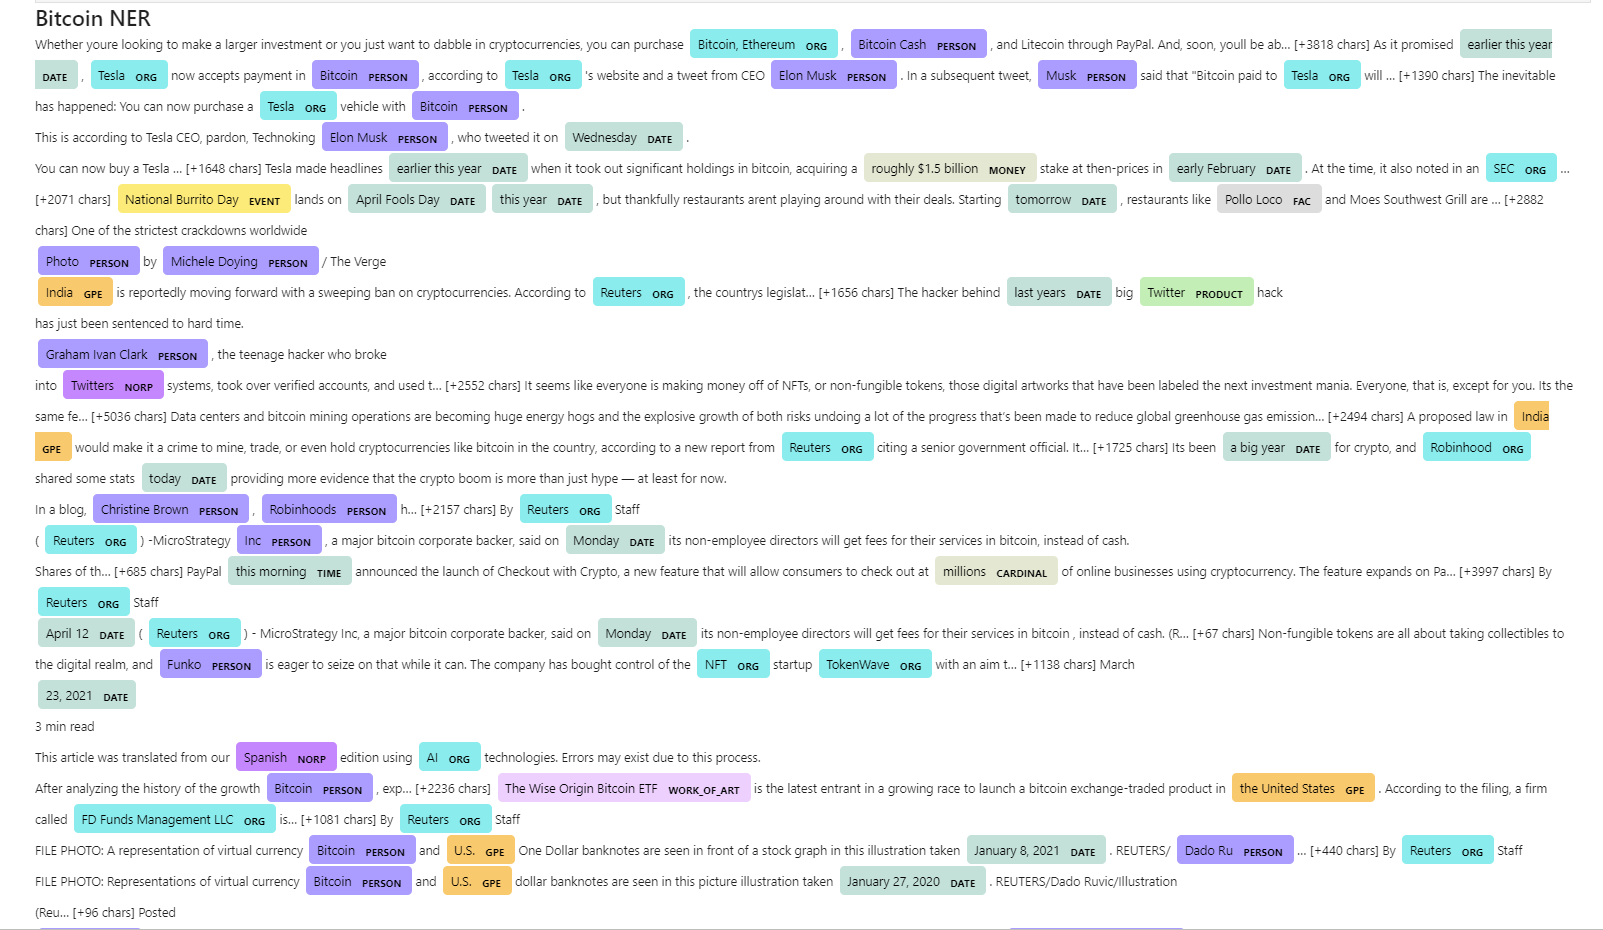 Bitcoin NER
Whether youre looking to make a larger investment or you just want to dabble in cryptocurrencies, you can purchase Bitcoin, Ethereum ORG , Bitcoin Cash PERSON , and Litecoin through PayPal. And, soon, youll be ab... [+3818 chars] As it promised earlier this year
DATE , Tesla ORG now accepts payment in Bitcoin PERSON , according to Tesla ORG 's website and a tweet from CEO Elon Musk PERSON . In a subsequent tweet, Musk PERSON said that "Bitcoin paid to Tesla ORG will ... [+1390 chars] The inevitable
has happened: You can now purchase a Tesla ORG vehicle with Bitcoin PERSON .
This is according to Tesla CEO, pardon, Technoking Elon Musk PERSON , who tweeted it on Wednesday DATE .
You can now buy a Tesla ... [+1648 chars] Tesla made headlines earlier this year DATE when it took out significant holdings in bitcoin, acquiring a roughly $1.5 billion MONEY stake at then-prices in early February DATE . At the time, it also noted in an SEC ORG ...
[+2071 chars] National Burrito Day EVENT lands on April Fools Day DATE this year DATE , but thankfully restaurants arent playing around with their deals. Starting tomorrow DATE , restaurants like Pollo Loco FAC and Moes Southwest Grill are ... [+2882
chars] One of the strictest crackdowns worldwide
Photo PERSON by Michele Doying PERSON / The Verge
India GPE is reportedly moving forward with a sweeping ban on cryptocurrencies. According to Reuters ORG , the countrys legislat... [+1656 chars] The hacker behind last years DATE big Twitter PRODUCT hack
has just been sentenced to hard time.
Graham Ivan Clark PERSON , the teenage hacker who broke
into Twitters NORP systems, took over verified accounts, and used t... [+2552 chars] It seems like everyone is making money off of NFTs, or non-fungible tokens, those digital artworks that have been labeled the next investment mania. Everyone, that is, except for you. Its the
same fe... [+5036 chars] Data centers and bitcoin mining operations are becoming huge energy hogs and the explosive growth of both risks undoing a lot of the progress that's been made to reduce global greenhouse gas emission... [+2494 chars] A proposed law in India
GPE would make it a crime to mine, trade, or even hold cryptocurrencies like bitcoin in the country, according to a new report from Reuters ORG citing a senior government official. It... [+1725 chars] Its been a big year DATE for crypto, and Robinhood ORG
shared some stats today DATE providing more evidence that the crypto boom is more than just hype — at least for now.
In a blog, Christine Brown PERSON , Robinhoods PERSON h... [+2157 chars] By Reuters ORG Staff
( Reuters ORG ) -MicroStrategy Inc PERSON , a major bitcoin corporate backer, said on Monday DATE its non-employee directors will get fees for their services in bitcoin, instead of cash.
Shares of th... [+685 chars] PayPal this morning TIME announced the launch of Checkout with Crypto, a new feature that will allow consumers to check out at millions CARDINAL of online businesses using cryptocurrency. The feature expands on Pa... [+3997 chars] By
Reuters ORG Staff
April 12 DATE ( Reuters ORG ) - MicroStrategy Inc, a major bitcoin corporate backer, said on Monday DATE its non-employee directors will get fees for their services in bitcoin , instead of cash. (R... [+67 chars] Non-fungible tokens are all about taking collectibles to
the digital realm, and Funko PERSON is eager to seize on that while it can. The company has bought control of the NFT ORG startup TokenWave ORG with an aim t... [+1138 chars] March
23, 2021 DATE
3 min read
This article was translated from our Spanish NORP edition using AI ORG technologies. Errors may exist due to this process.
After analyzing the history of the growth Bitcoin PERSON , exp... [+2236 chars] The Wise Origin Bitcoin ETF WORK_OF_ART is the latest entrant in a growing race to launch a bitcoin exchange-traded product in the United States GPE . According to the filing, a firm
called FD Funds Management LLC ORG is... [+1081 chars] By Reuters ORG Staff
FILE PHOTO: A representation of virtual currency Bitcoin PERSON and U.S. GPE One Dollar banknotes are seen in front of a stock graph in this illustration taken January 8, 2021 DATE . REUTERS/ Dado Ru PERSON ... [+440 chars] By Reuters ORG Staff
FILE PHOTO: Representations of virtual currency Bitcoin PERSON and U.S. GPE dollar banknotes are seen in this picture illustration taken January 27, 2020 DATE . REUTERS/Dado Ruvic/Illustration
(Reu... [+96 chars] Posted